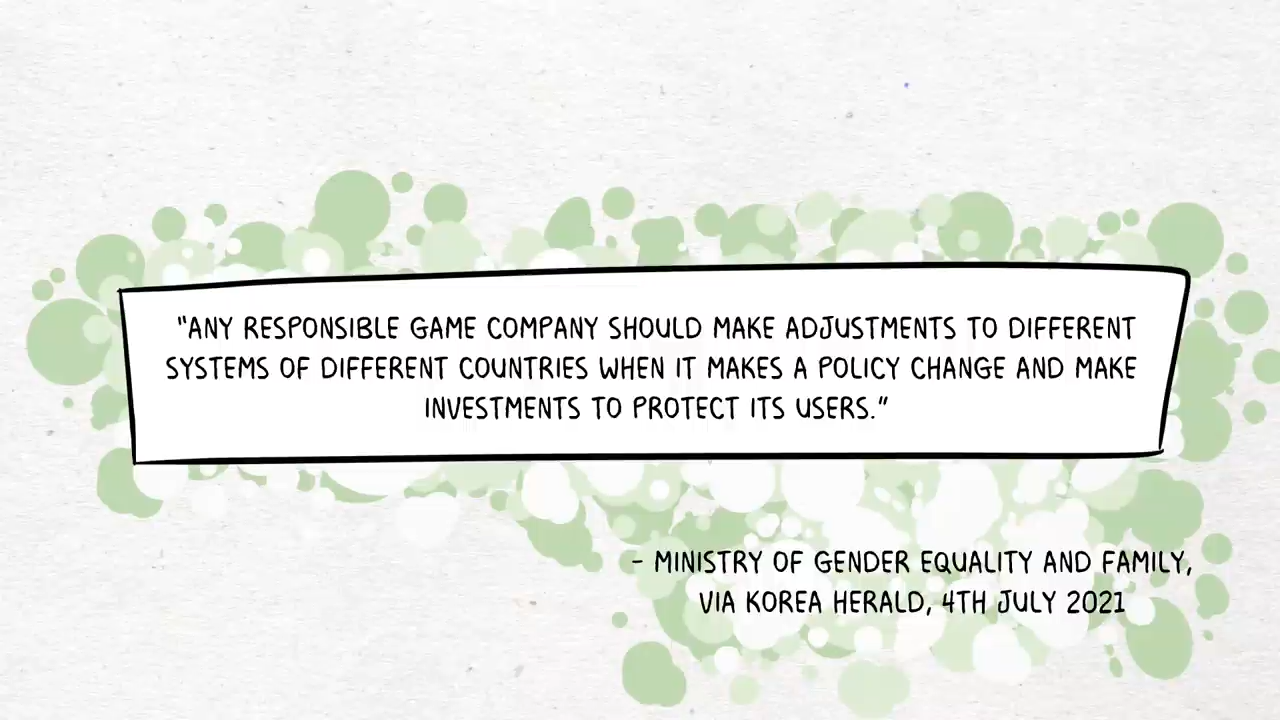 "ANY RESPONSIBLE GAME COMPANY SHOULD MAKE ADJUSTMENTS TO DIFFERENT
SYSTEMS OF DIFFERENT COUNTRIES WHEN IT MAKES A POLICY CHANGE AND MAKE
INVESTMENTS TO PROTECT ITS USERS."
- MINISTRY OF GENDER EQUALITY AND FAMILY,
VIA KOREA HERALD, 4TH JULY 2021